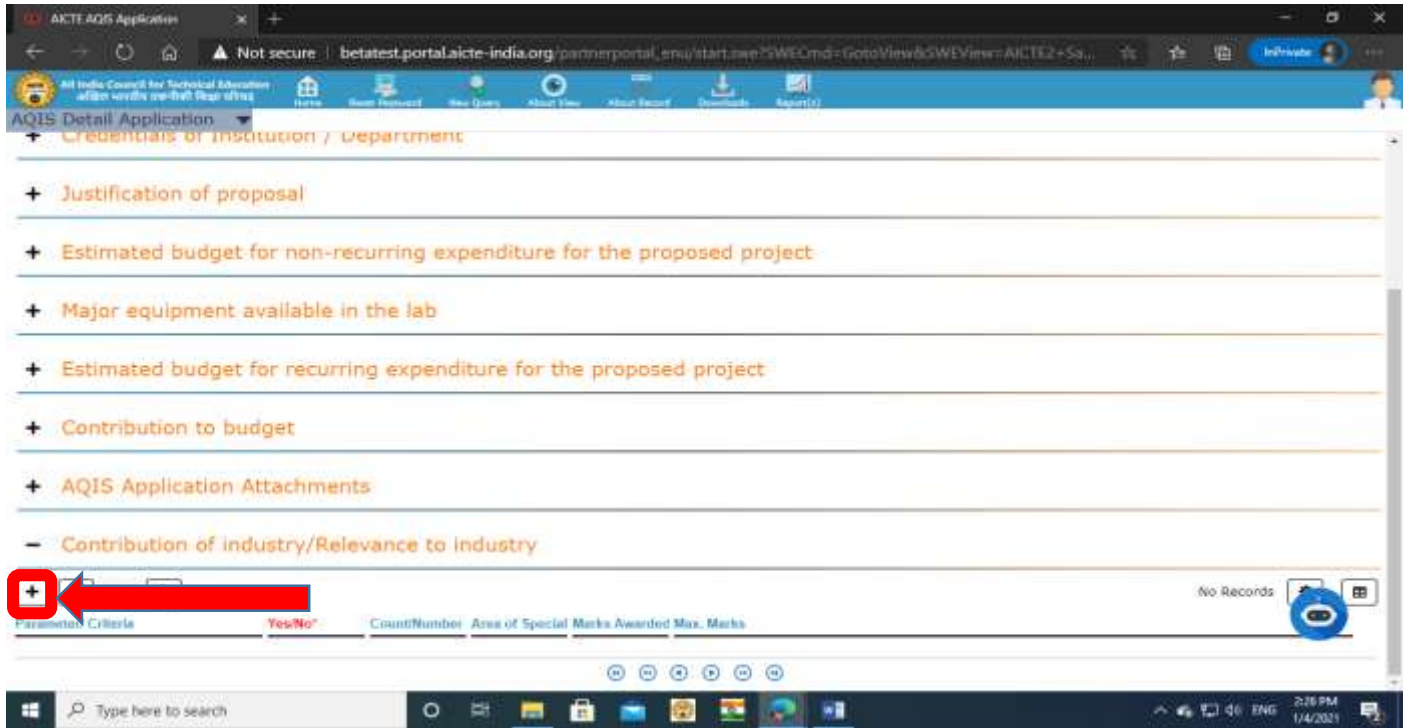 AICTE AQIS Application
Not secure betatest.portal.aicte-india.org/partnerportal_enu/start.swe?SWECmd=GotoView&SWEView=AICTE2+Sa...
InPrivate
All India Council for Technical Education
अखिल भारतीय तकनीकी शिक्षा परिषद
Home Reset Password New Query About View About Record Downloads Report(s)
AQIS Detail Application
+ Credentials of Institution / Department
+ Justification of proposal
+ Estimated budget for non-recurring expenditure for the proposed project
+ Major equipment available in the lab
+ Estimated budget for recurring expenditure for the proposed project
+ Contribution to budget
+ AQIS Application Attachments
− Contribution of industry/Relevance to industry
+ No Records
Parameter Criteria Yes/No* Count/Number Area of Special Marks Awarded Max. Marks
Type here to search
ENG 2:26 PM
1/4/2021